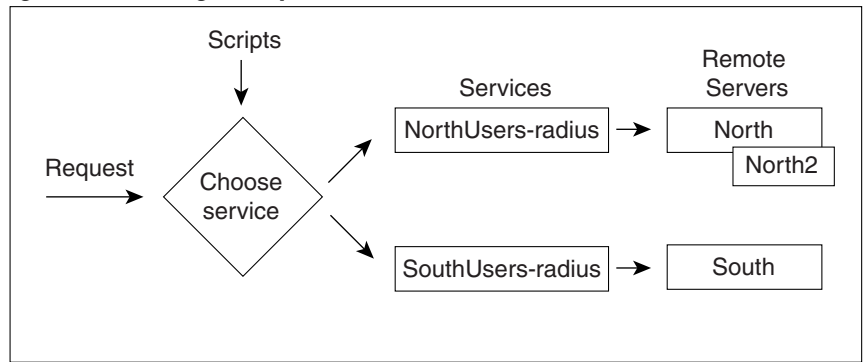 Scripts
Remote
Servers
Services
NorthUsers-radius
North
North2
Request
Choose
service
SouthUsers-radius
South